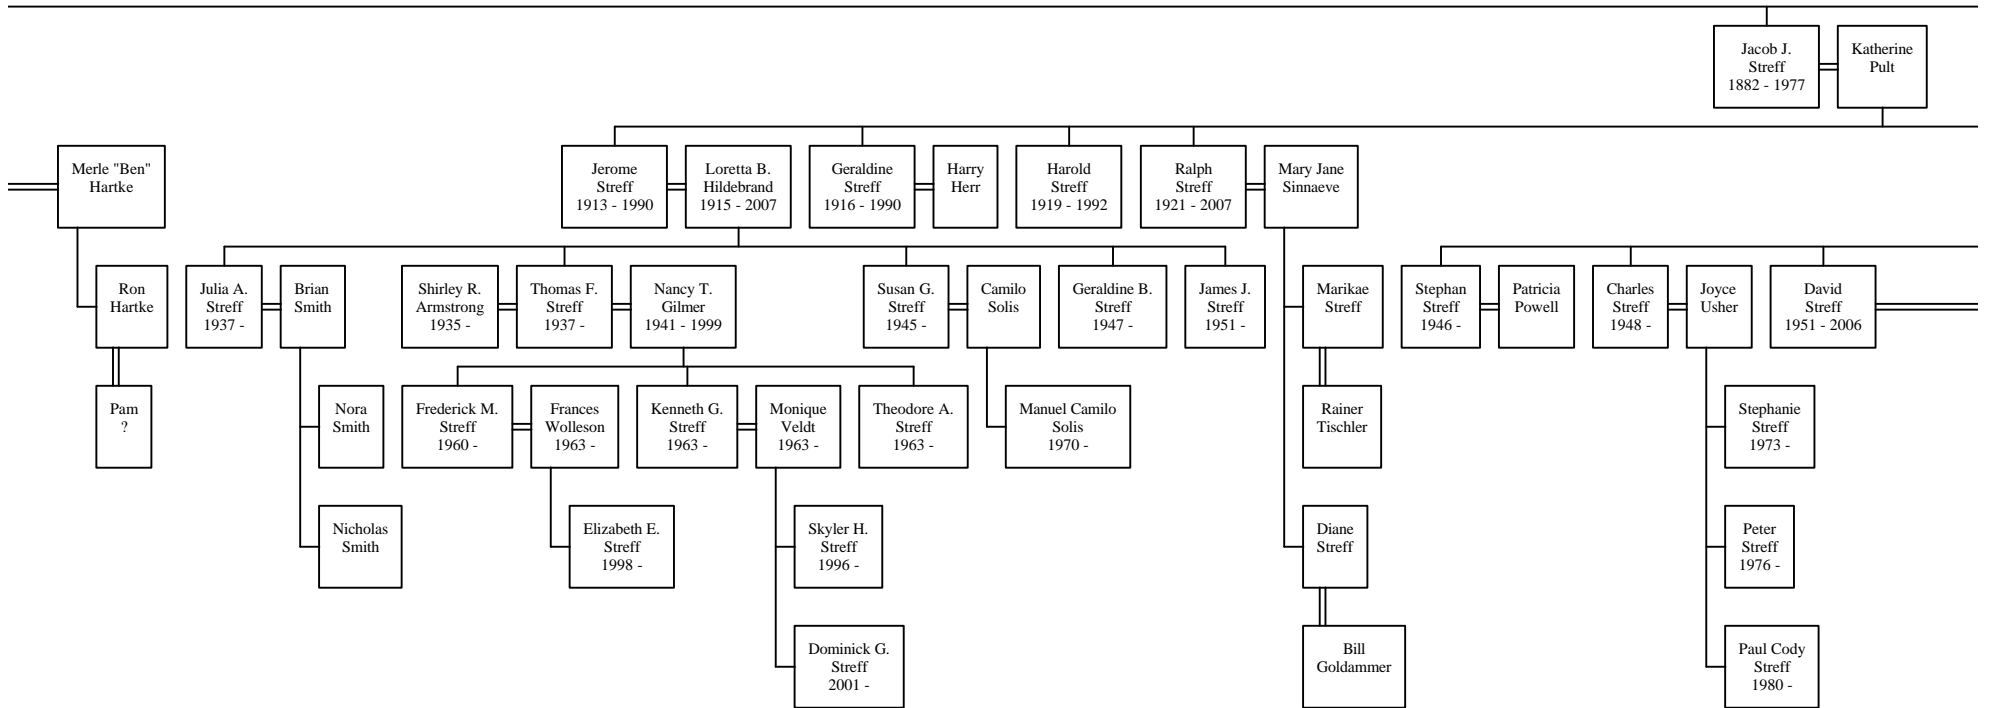 Jacob J.
Streff
1882 - 1977
Katherine
Pult
Merle "Ben"
Hartke
Jerome
Streff
1913 - 1990
Loretta B.
Hildebrand
1915 - 2007
Geraldine
Streff
1916 - 1990
Harry
Herr
Harold
Streff
1919 - 1992
Ralph
Streff
1921 - 2007
Mary Jane
Sinnaeve
Ron
Hartke
Julia A.
Streff
1937 -
Brian
Smith
Shirley R.
Armstrong
1935 -
Thomas F.
Streff
1937 -
Nancy T.
Gilmer
1941 - 1999
Susan G.
Streff
1945 -
Camilo
Solis
Geraldine B.
Streff
1947 -
James J.
Streff
1951 -
Marikae
Streff
Stephan
Streff
1946 -
Patricia
Powell
Charles
Streff
1948 -
Joyce
Usher
David
Streff
1951 - 2006
Pam
?
Nora
Smith
Frederick M.
Streff
1960 -
Frances
Wolleson
1963 -
Kenneth G.
Streff
1963 -
Monique
Veldt
1963 -
Theodore A.
Streff
1963 -
Manuel Camilo
Solis
1970 -
Rainer
Tischler
Stephanie
Streff
1973 -
Nicholas
Smith
Elizabeth E.
Streff
1998 -
Skyler H.
Streff
1996 -
Diane
Streff
Peter
Streff
1976 -
Dominick G.
Streff
2001 -
Bill
Goldammer
Paul Cody
Streff
1980 -